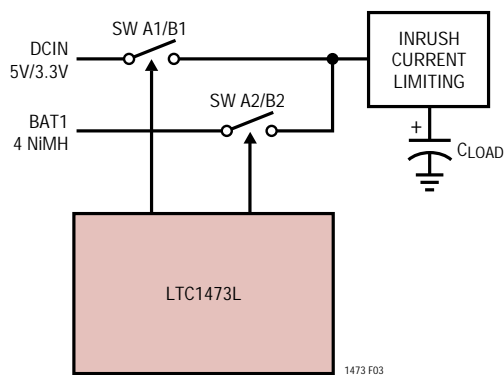 DCIN
5V/3.3V
SW A1/B1
INRUSH
CURRENT
LIMITING
BAT1
4 NiMH
SW A2/B2
+
CLOAD
LTC1473L
1473 F03